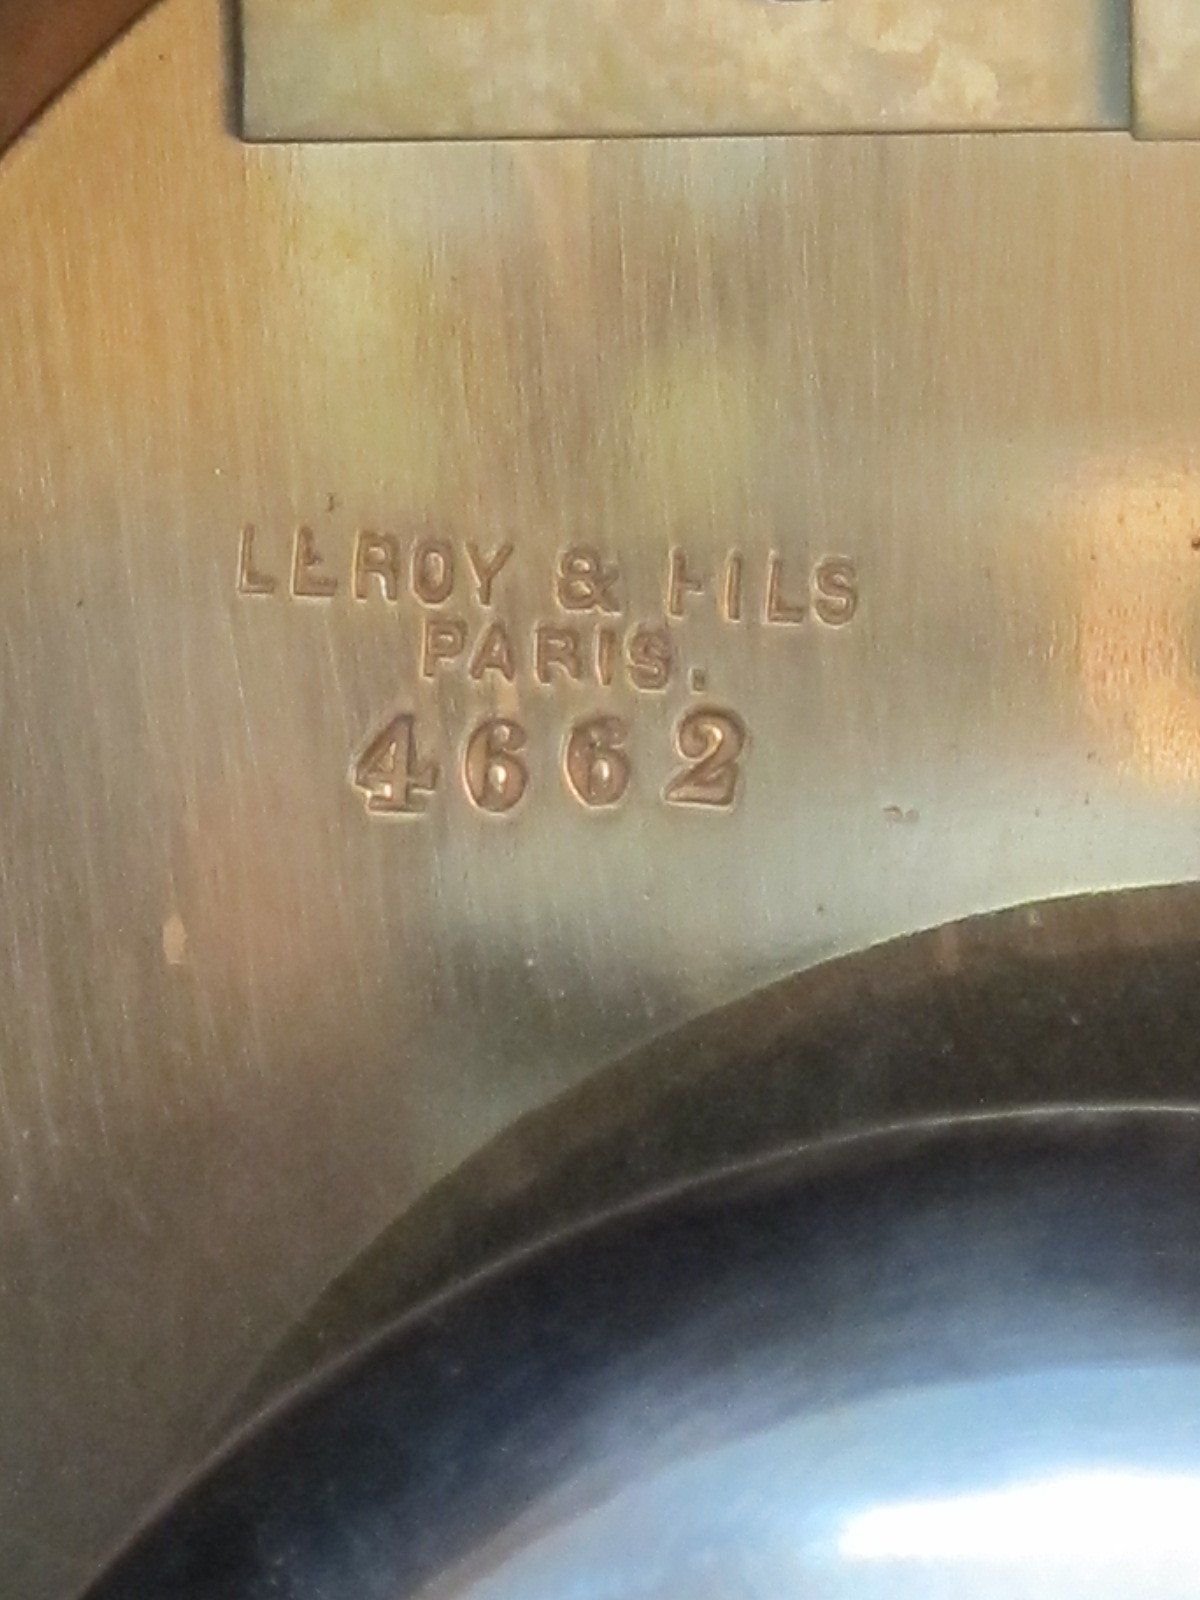 LEROY & FILS
PARIS.
4662